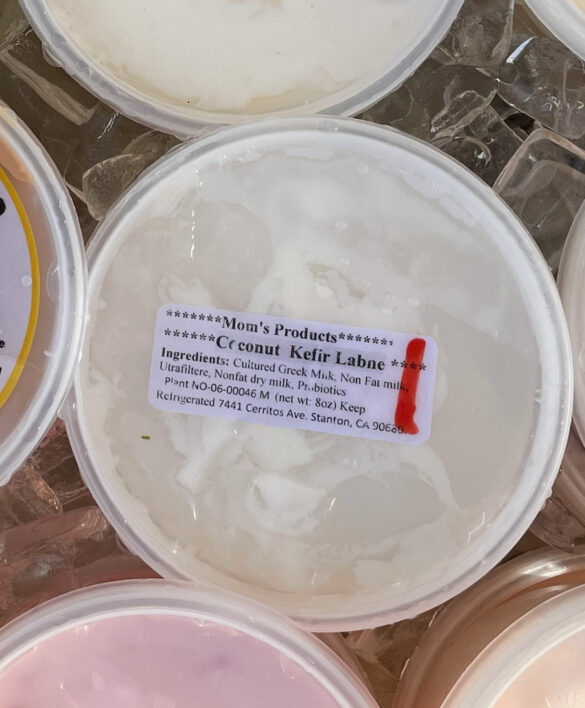 *******Mom's Products*******
******Coconut Kefir Labne ****
Ingredients: Cultured Greek Milk, Non Fat milk,
Utrafiltere, Nonfat dry milk, Probiotics
Plant NO-06-00046 M (net wt: 8oz) Keep
Refrigerated 7441 Cerritos Ave. Stanton, CA